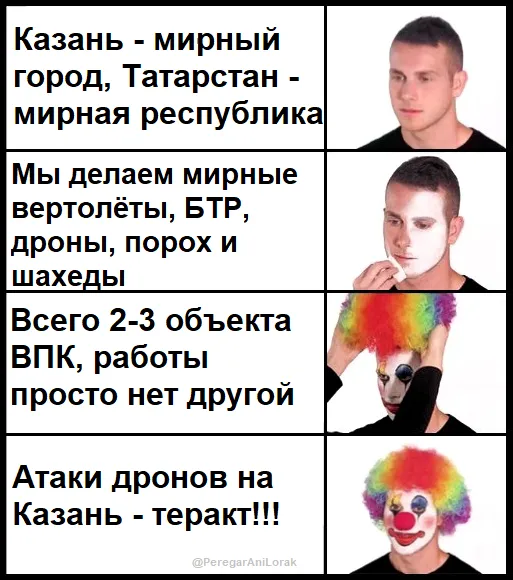 Казань - мирный
город, Татарстан -
мирная республика
Мы делаем мирные
вертолёты, БТР,
дроны, порох и
шахеды
Всего 2-3 объекта
ВПК, работы
просто нет другой
Атаки дронов на
Казань - теракт!!!
@PeregarAniLorak